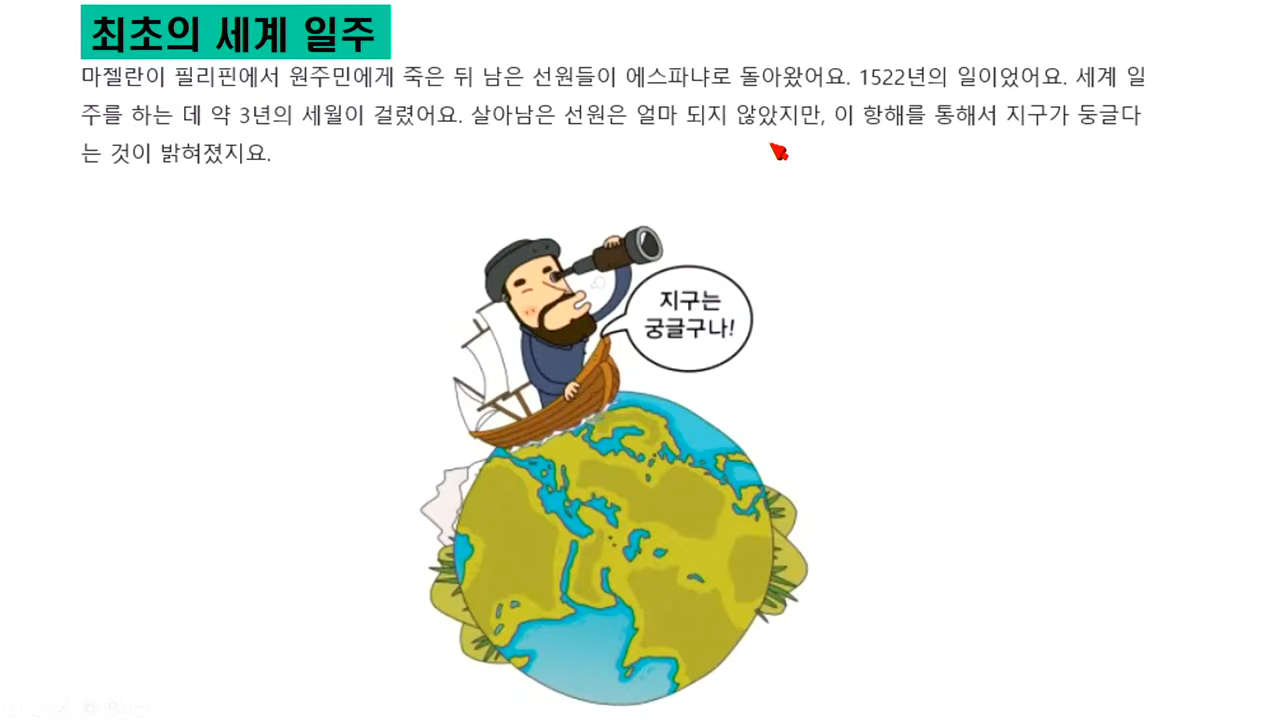 최초의 세계 일주
마젤란이 필리핀에서 원주민에게 죽은 뒤 남은 선원들이 에스파냐로 돌아왔어요. 1522년의 일이었어요. 세계 일
주를 하는 데 약 3년의 세월이 걸렸어요. 살아남은 선원은 얼마 되지 않았지만, 이 항해를 통해서 지구가 둥글다
는 것이 밝혀졌지요.
지구는
궁글구나!